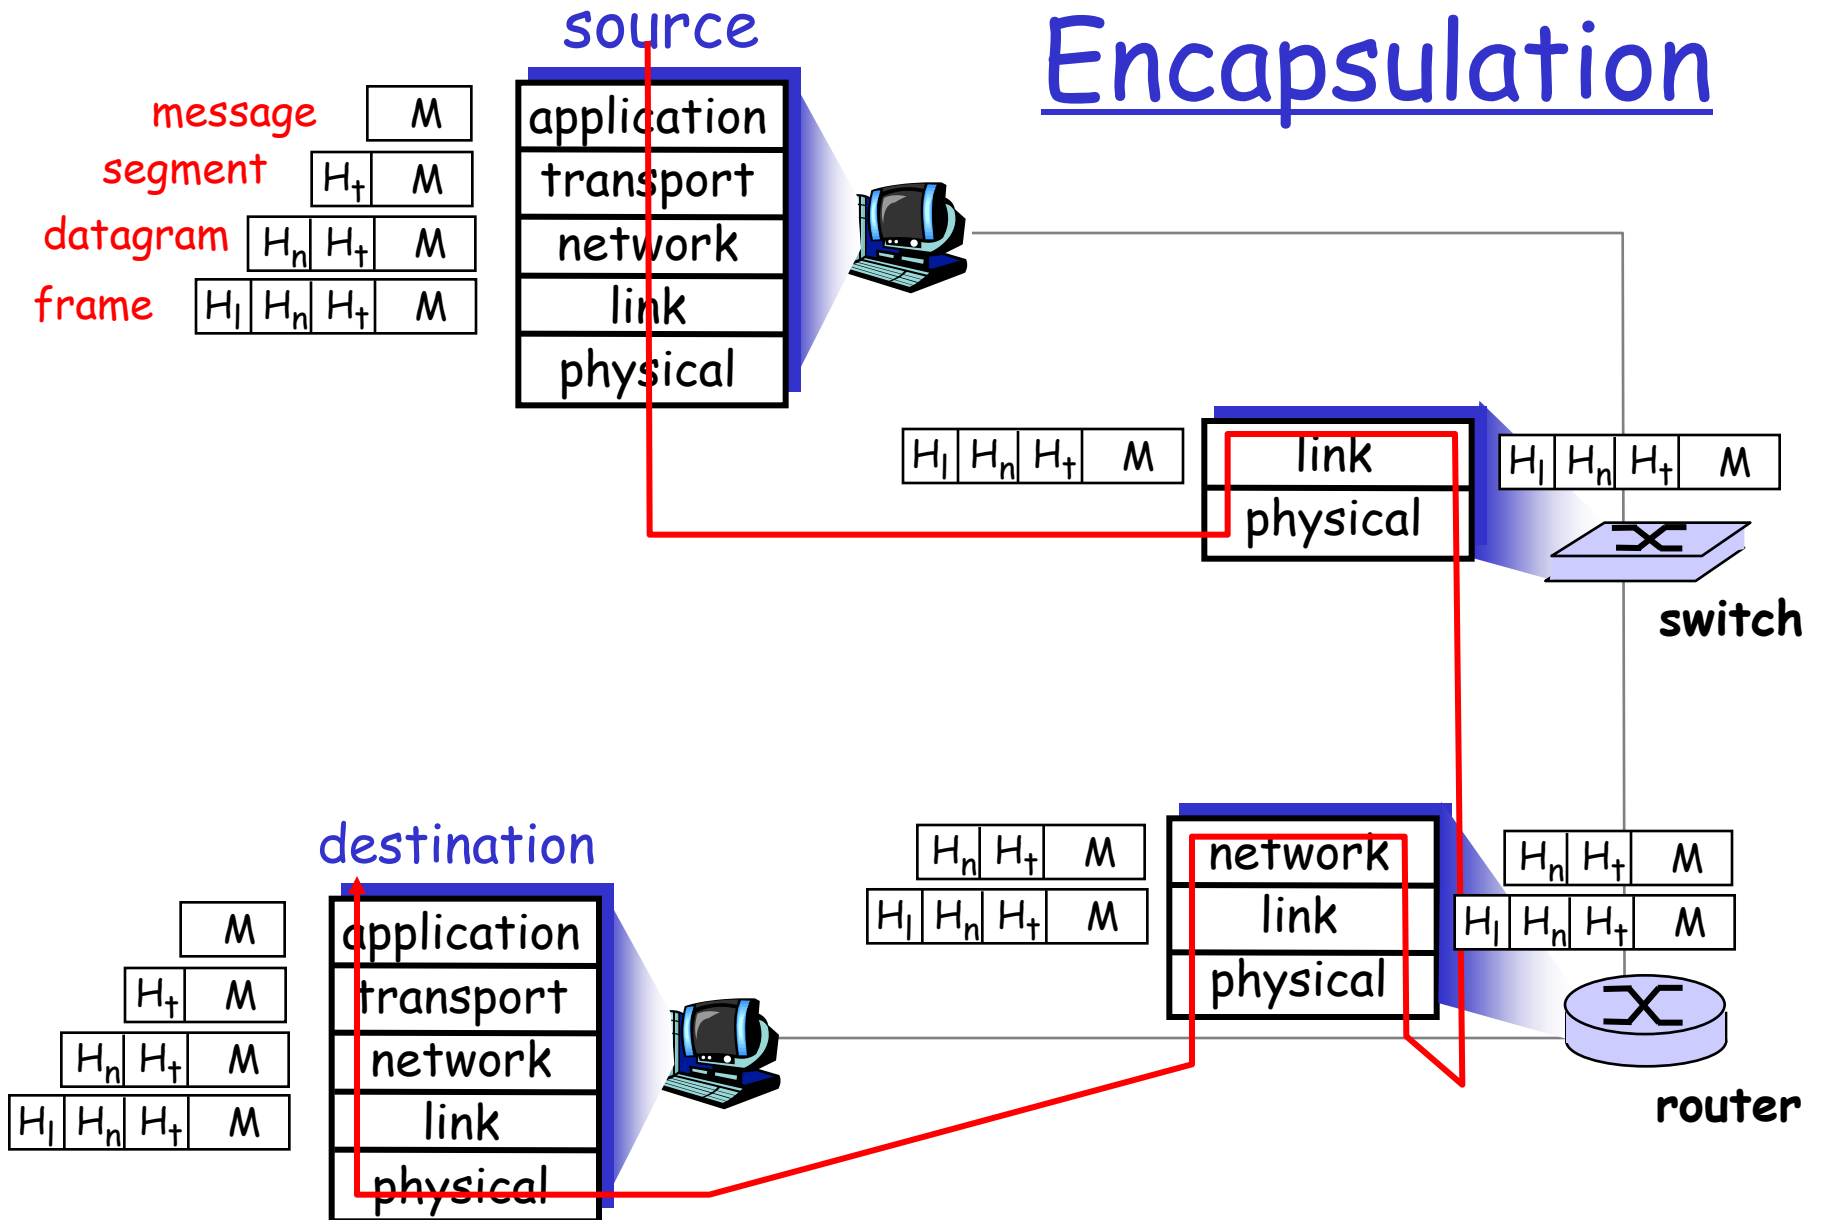 source
Encapsulation
message M application
segment Ht M transport
datagram Hn Ht M network
frame Hl Hn Ht M link
physical
Hl Hn Ht M link Hl Hn Ht M
physical
switch
destination
Hn Ht M network Hn Ht M
Hl Hn Ht M link Hl Hn Ht M
physical
router
M application
Ht M transport
Hn Ht M network
Hl Hn Ht M link
physical